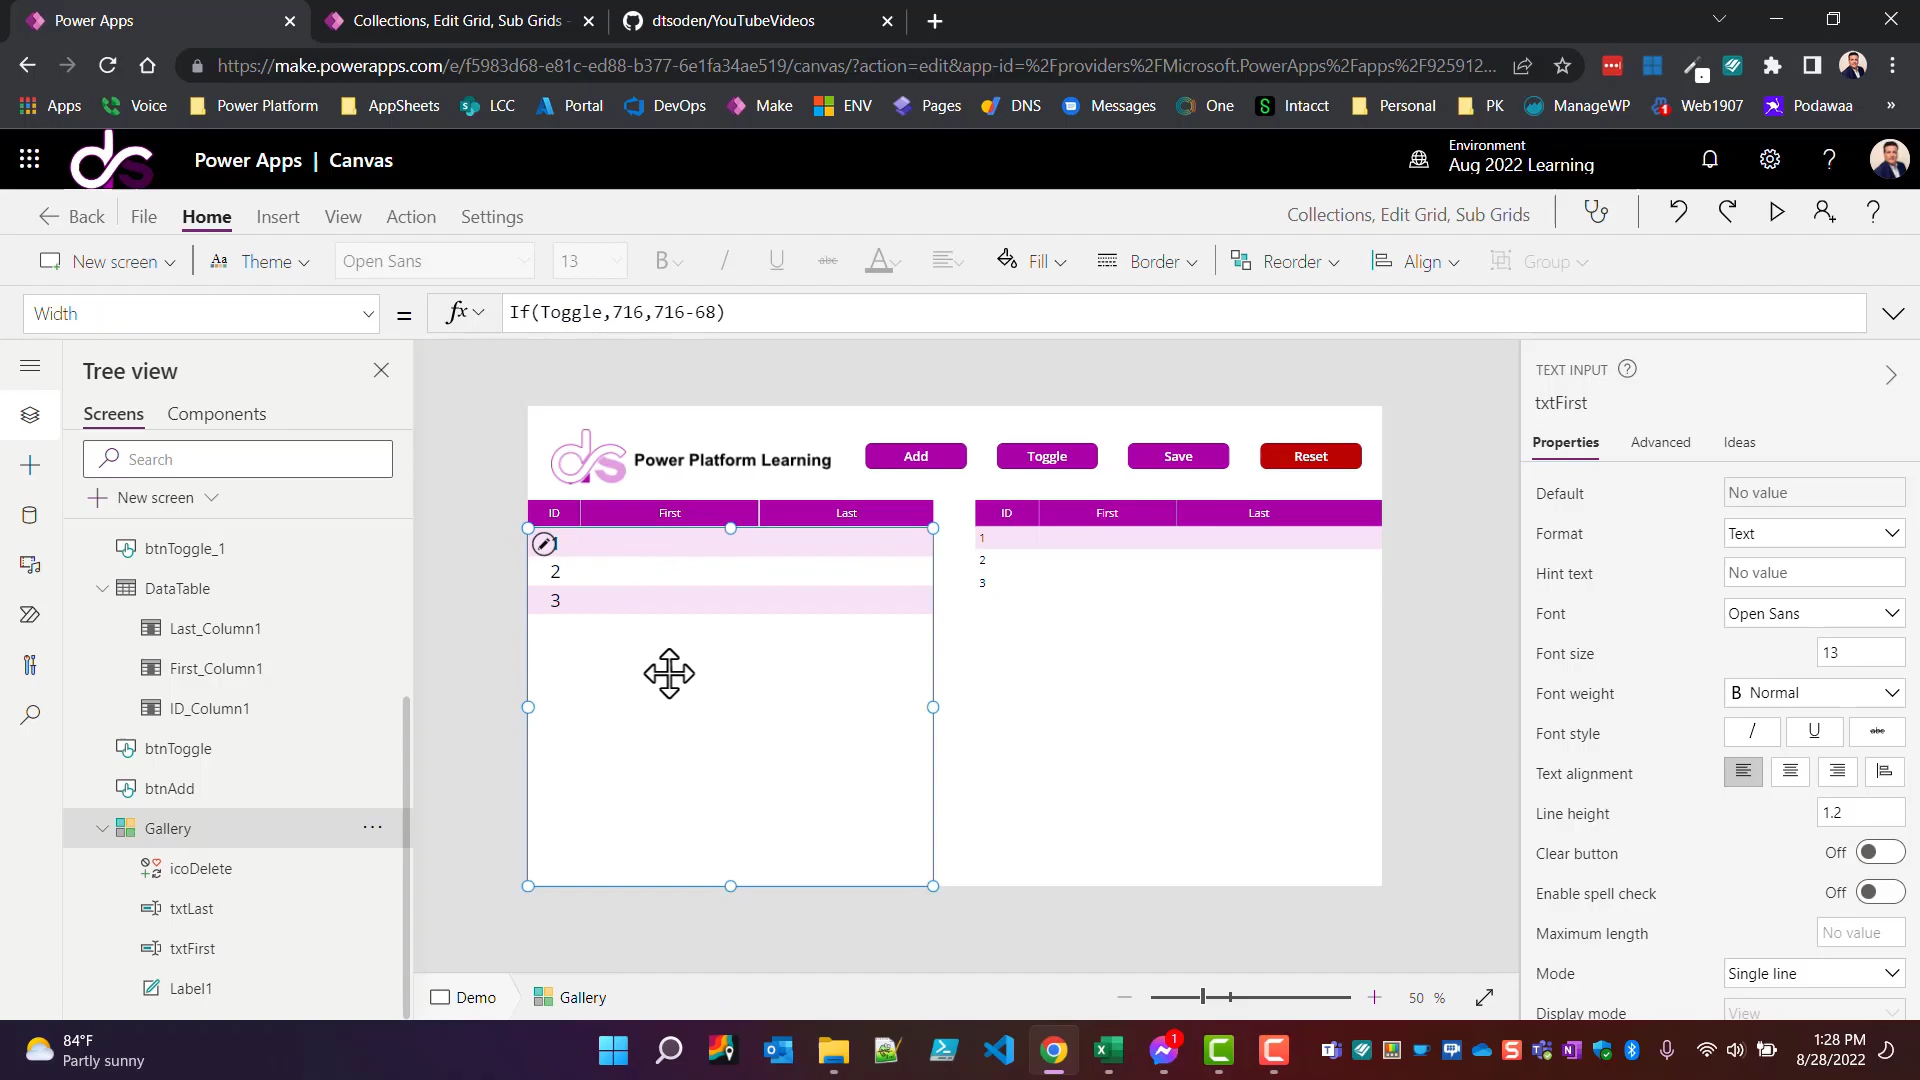 Power Apps
Collections, Edit Grid, Sub Grids -
dtsoden/YouTubeVideos
https://make.powerapps.com/e/f5983d68-e81c-ed88-b377-6e1fa34ae519/canvas/?action=edit&app-id=%2Fproviders%2FMicrosoft.PowerApps%2Fapps%2F925912...
Apps Voice Power Platform AppSheets LCC Portal DevOps Make ENV Pages DNS Messages One Intacct Personal PK ManageWP Web1907 Podawaa »
ds Power Apps | Canvas
Environment
Aug 2022 Learning
Back File Home Insert View Action Settings
Collections, Edit Grid, Sub Grids
New screen Theme Open Sans 13 B / U abc A Fill Border Reorder Align Group
Width = fx If(Toggle,716,716-68)
Tree view
Screens Components
Search
New screen
btnToggle_1
DataTable
Last_Column1
First_Column1
ID_Column1
btnToggle
btnAdd
Gallery ...
icoDelete
txtLast
txtFirst
Label1
ds Power Platform Learning
Add Toggle Save Reset
ID First Last
1
2
3
ID First Last
1
2
3
Demo Gallery
50 %
TEXT INPUT
txtFirst
Properties Advanced Ideas
Default No value
Format Text
Hint text No value
Font Open Sans
Font size 13
Font weight B Normal
Font style / U abc
Text alignment
Line height 1.2
Clear button Off
Enable spell check Off
Maximum length No value
Mode Single line
Display mode View
84°F
Partly sunny
1
1:28 PM
8/28/2022